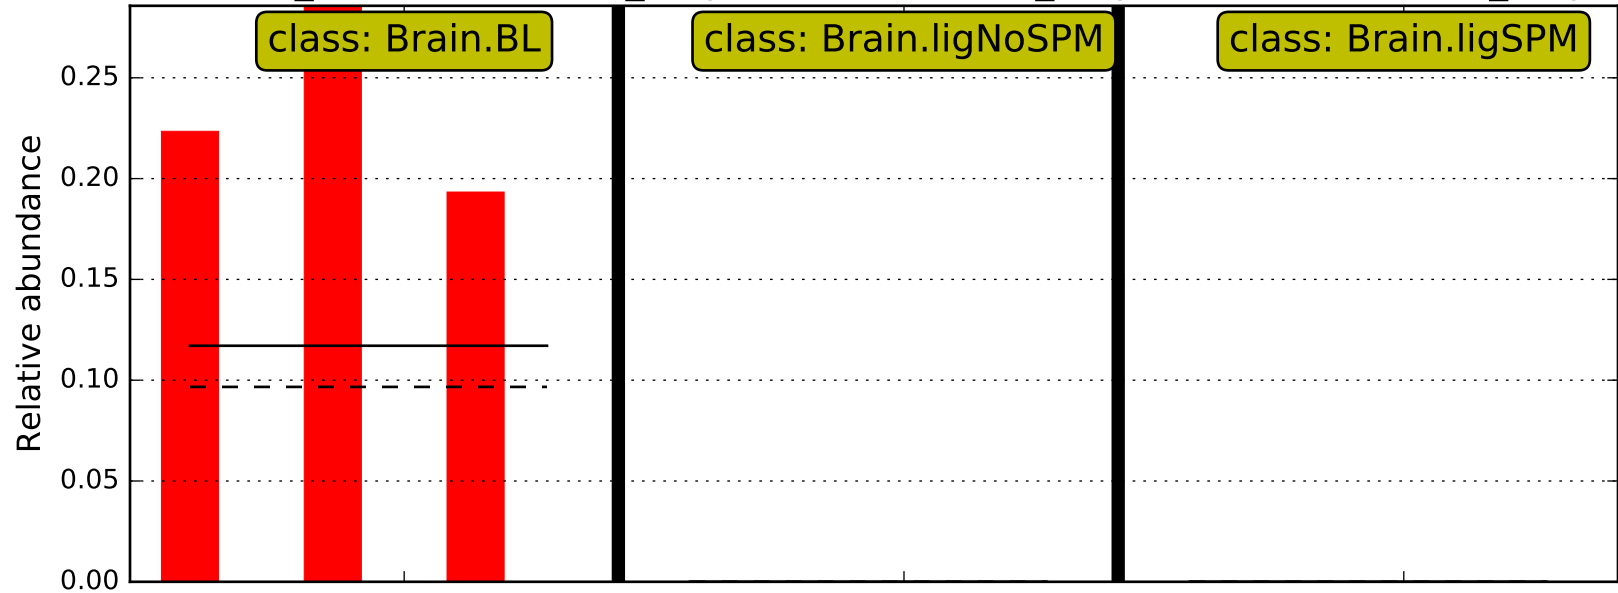 class: Brain.BL
class: Brain.ligNoSPM
class: Brain.ligSPM
Relative abundance
0.25
0.20
0.15
0.10
0.05
0.00